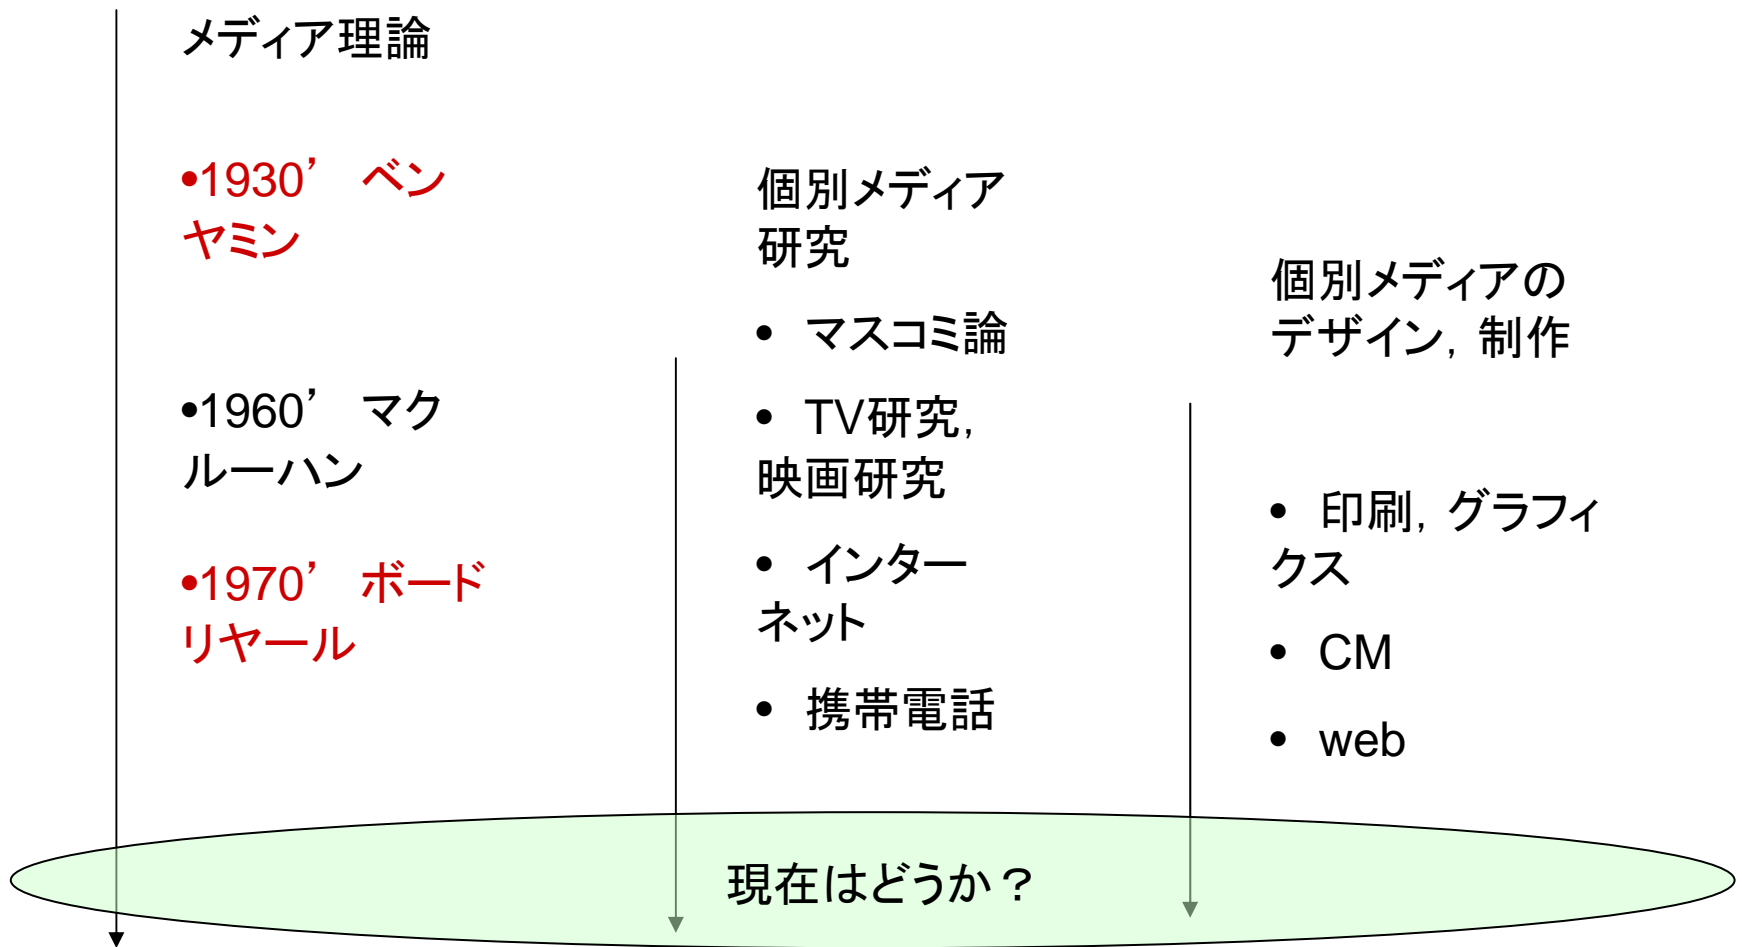 メディア理論
•1930’ ベン
ヤミン
•1960’ マク
ルーハン
•1970’ ボード
リヤール
個別メディア
研究
• マスコミ論
• TV研究,
映画研究
• インター
ネット
• 携帯電話
個別メディアの
デザイン, 制作
• 印刷, グラフィ
クス
• CM
• web
現在はどうか？